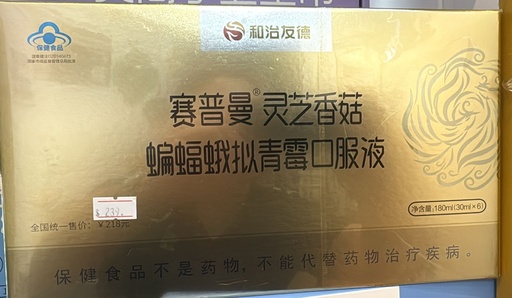 和治友德
保健食品
赛普曼®灵芝香菇
蝙蝠蛾拟青霉口服液
净含量:180ml(30ml×6)
全国统一售价: ¥218元
保健食品不是药物,不能代替药物治疗疾病。